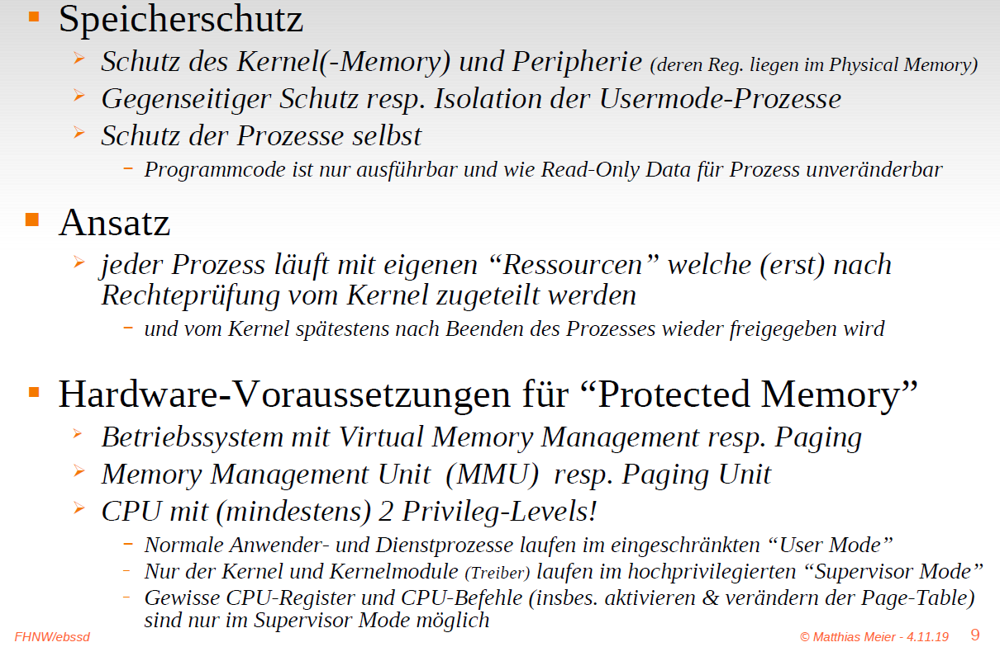 Speicherschutz
Schutz des Kernel(-Memory) und Peripherie (deren Reg. liegen im Physical Memory)
Gegenseitiger Schutz resp. Isolation der Usermode-Prozesse
Schutz der Prozesse selbst
– Programmcode ist nur ausführbar und wie Read-Only Data für Prozess unveränderbar
Ansatz
jeder Prozess läuft mit eigenen “Ressourcen” welche (erst) nach
Rechteprüfung vom Kernel zugeteilt werden
– und vom Kernel spätestens nach Beenden des Prozesses wieder freigegeben wird
Hardware-Voraussetzungen für “Protected Memory”
Betriebssystem mit Virtual Memory Management resp. Paging
Memory Management Unit (MMU) resp. Paging Unit
CPU mit (mindestens) 2 Privileg-Levels!
– Normale Anwender- und Dienstprozesse laufen im eingeschränkten “User Mode”
– Nur der Kernel und Kernelmodule (Treiber) laufen im hochprivilegierten “Supervisor Mode”
– Gewisse CPU-Register und CPU-Befehle (insbes. aktivieren & verändern der Page-Table)
sind nur im Supervisor Mode möglich
FHNW/ebssd
© Matthias Meier - 4.11.19 9